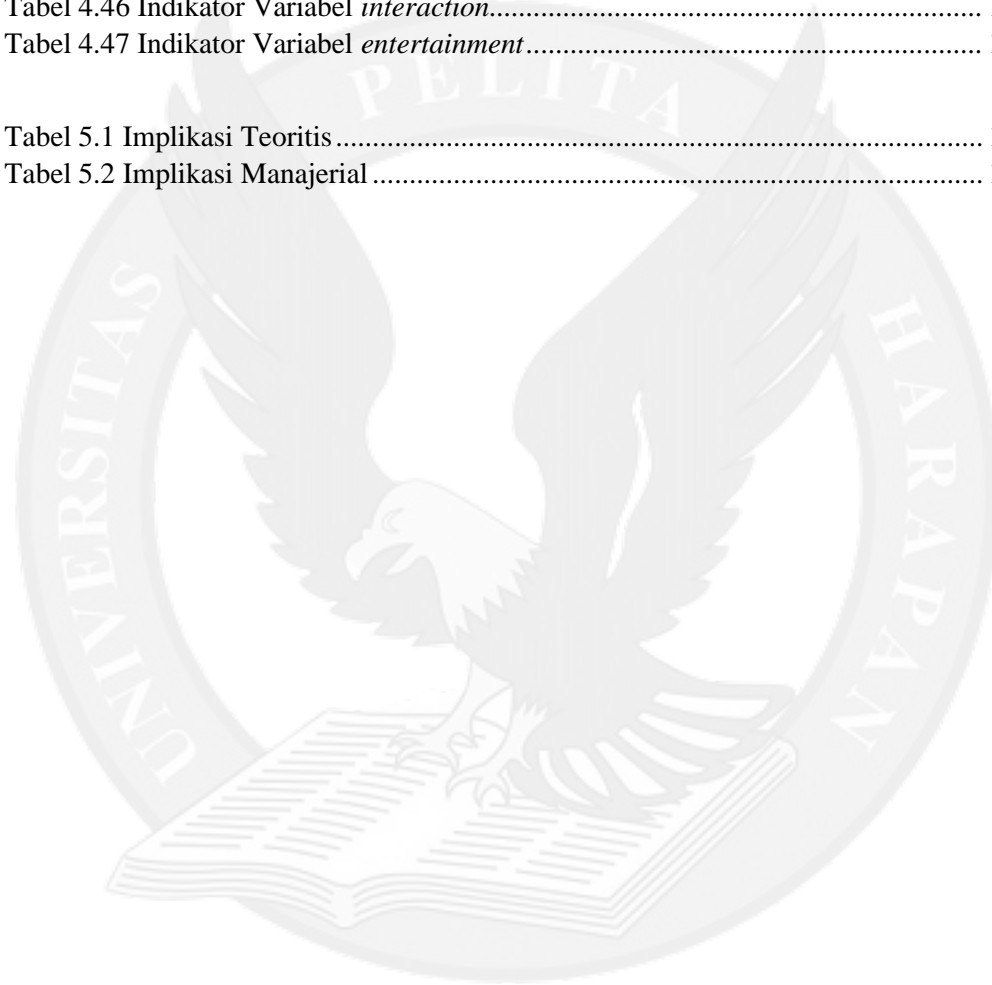 Tabel 4.46 Indikator Variabel interaction
Tabel 4.47 Indikator Variabel entertainment
Tabel 5.1 Implikasi Teoritis
Tabel 5.2 Implikasi Manajerial
UNIVERSITAS PELITA HARAPAN